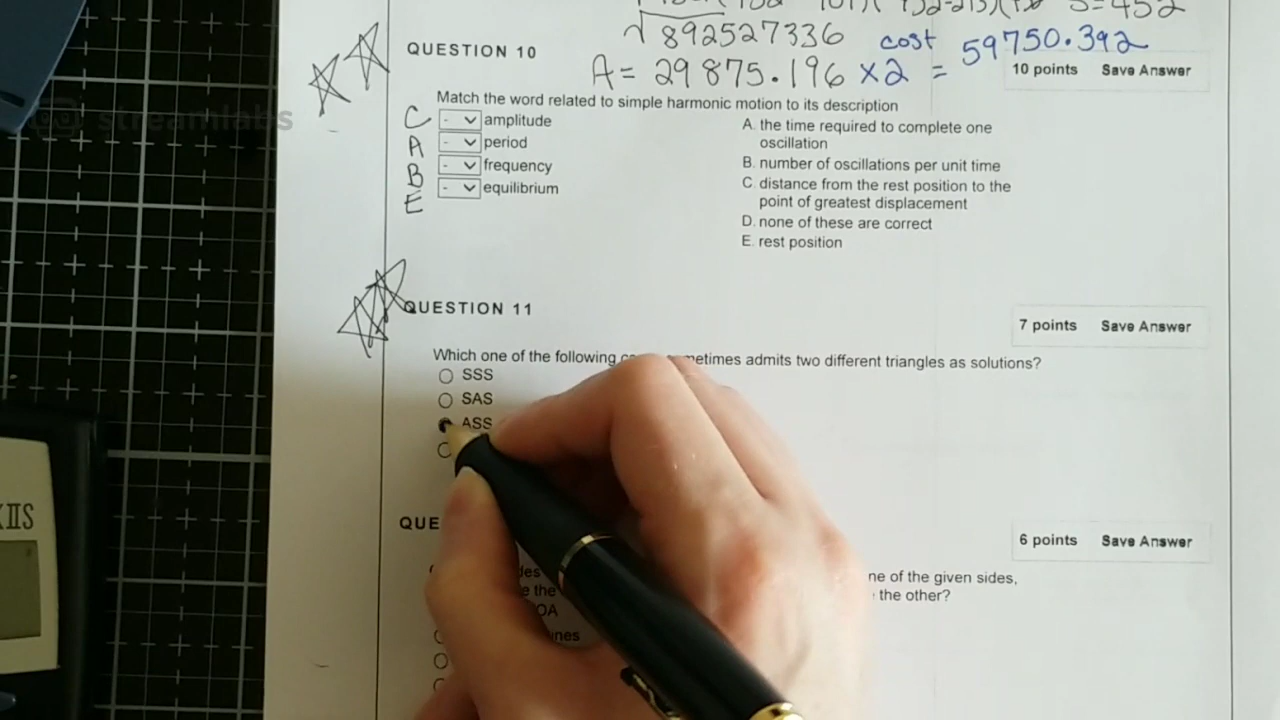 S=452
√892527336 cost 59750.392
QUESTION 10
A = 29875.196 ×2 =
10 points Save Answer
Match the word related to simple harmonic motion to its description
C - amplitude
A - period
B - frequency
E - equilibrium
A. the time required to complete one
oscillation
B. number of oscillations per unit time
C. distance from the rest position to the
point of greatest displacement
D. none of these are correct
E. rest position
streamlabs
QUESTION 11
7 points Save Answer
Which one of the following sometimes admits two different triangles as solutions?
SSS
SAS
ASS
QUE
6 points Save Answer
ne of the given sides,
the other?
IIS